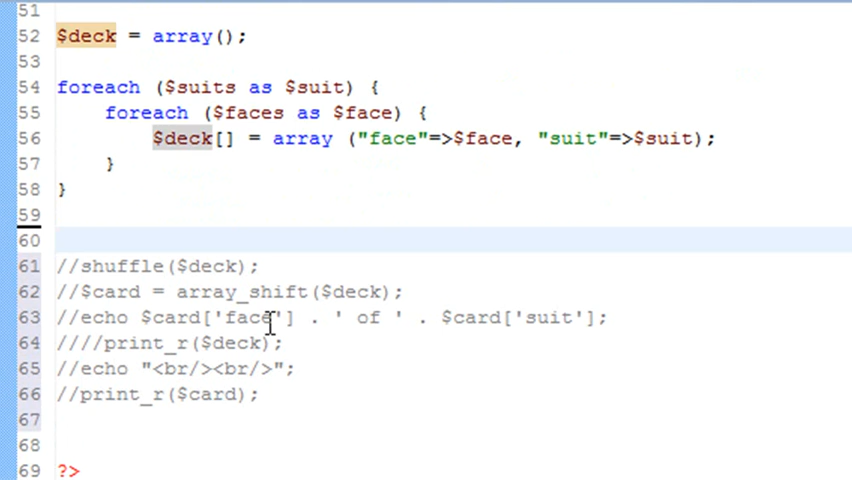 51
52 $deck = array();
53
54 foreach ($suits as $suit) {
55     foreach ($faces as $face) {
56         $deck[] = array ("face"=>$face, "suit"=>$suit);
57     }
58 }
59
60
61 //shuffle($deck);
62 //$card = array_shift($deck);
63 //echo $card['face'] . ' of ' . $card['suit'];
64 ////print_r($deck);
65 //echo "<br/><br/>";
66 //print_r($card);
67
68
69 ?>